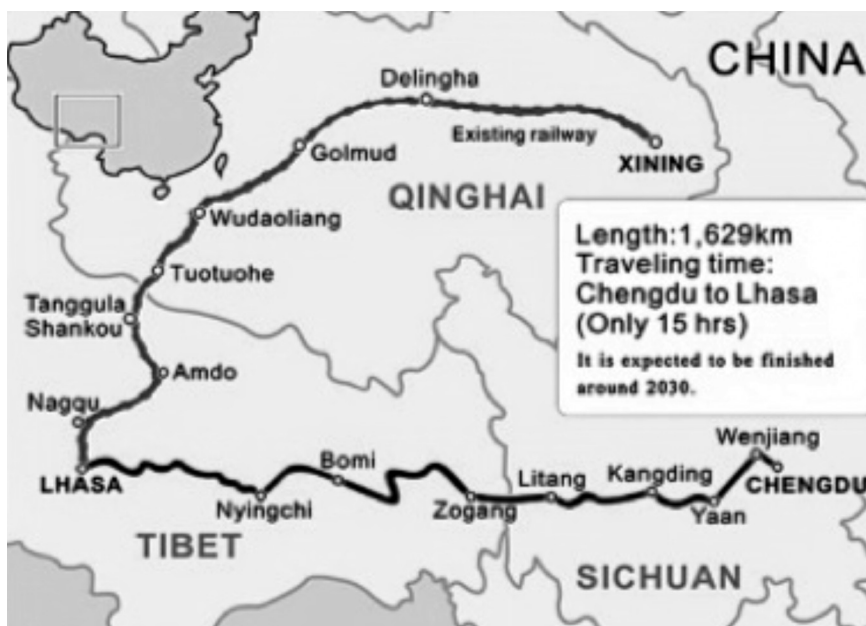 CHINA
Delingha
Existing railway
Golmud
XINING
QINGHAI
Wudaoliang
Length:1,629km
Traveling time:
Chengdu to Lhasa
(Only 15 hrs)
It is expected to be finished
around 2030.
Tuotuohe
Tanggula
Shankou
Amdo
Nagqu
LHASA
Nyingchi
Bomi
Zogang
Litang
Kangding
Yaan
Wenjiang
CHENGDU
TIBET
SICHUAN